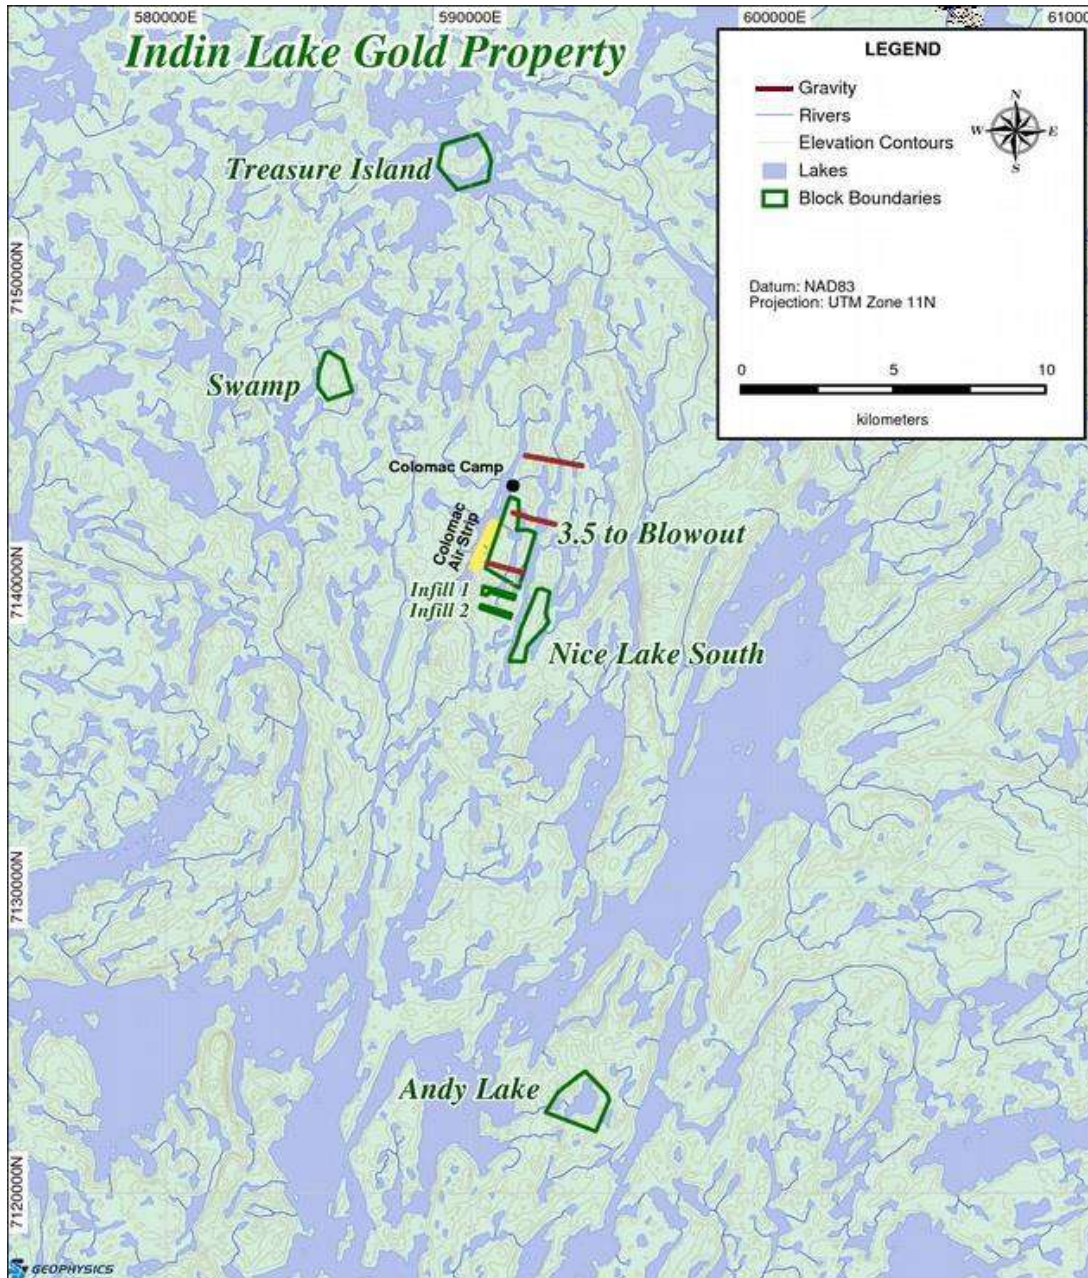 580000E
590000E
600000E
6100
Indin Lake Gold Property
LEGEND
Gravity
Rivers
Elevation Contours
Lakes
Block Boundaries
N
W
E
S
Datum: NAD83
Projection: UTM Zone 11N
0
5
10
kilometers
Treasure Island
7150000N
Swamp
Colomac Camp
Colomac
Air Strip
3.5 to Blowout
7140000N
Infill 1
Infill 2
Nice Lake South
7130000N
Andy Lake
7120000N
GEOPHYSICS